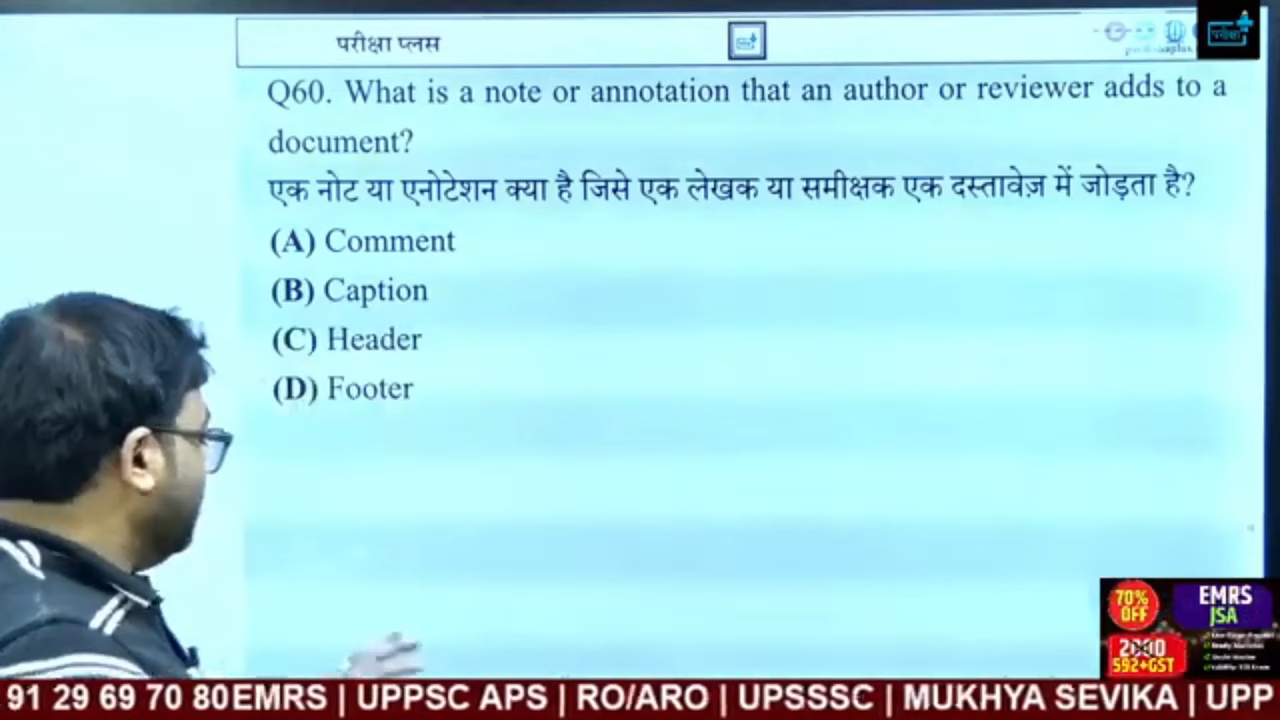 परीक्षा प्लस
परीक्षा
Q60. What is a note or annotation that an author or reviewer adds to a
document?
एक नोट या एनोटेशन क्या है जिसे एक लेखक या समीक्षक एक दस्तावेज़ में जोड़ता है?
(A) Comment
(B) Caption
(C) Header
(D) Footer
70%
OFF
EMRS
JSA
2000
592+GST
91 29 69 70 80EMRS | UPPSC APS | RO/ARO | UPSSSC | MUKHYA SEVIKA | UPP